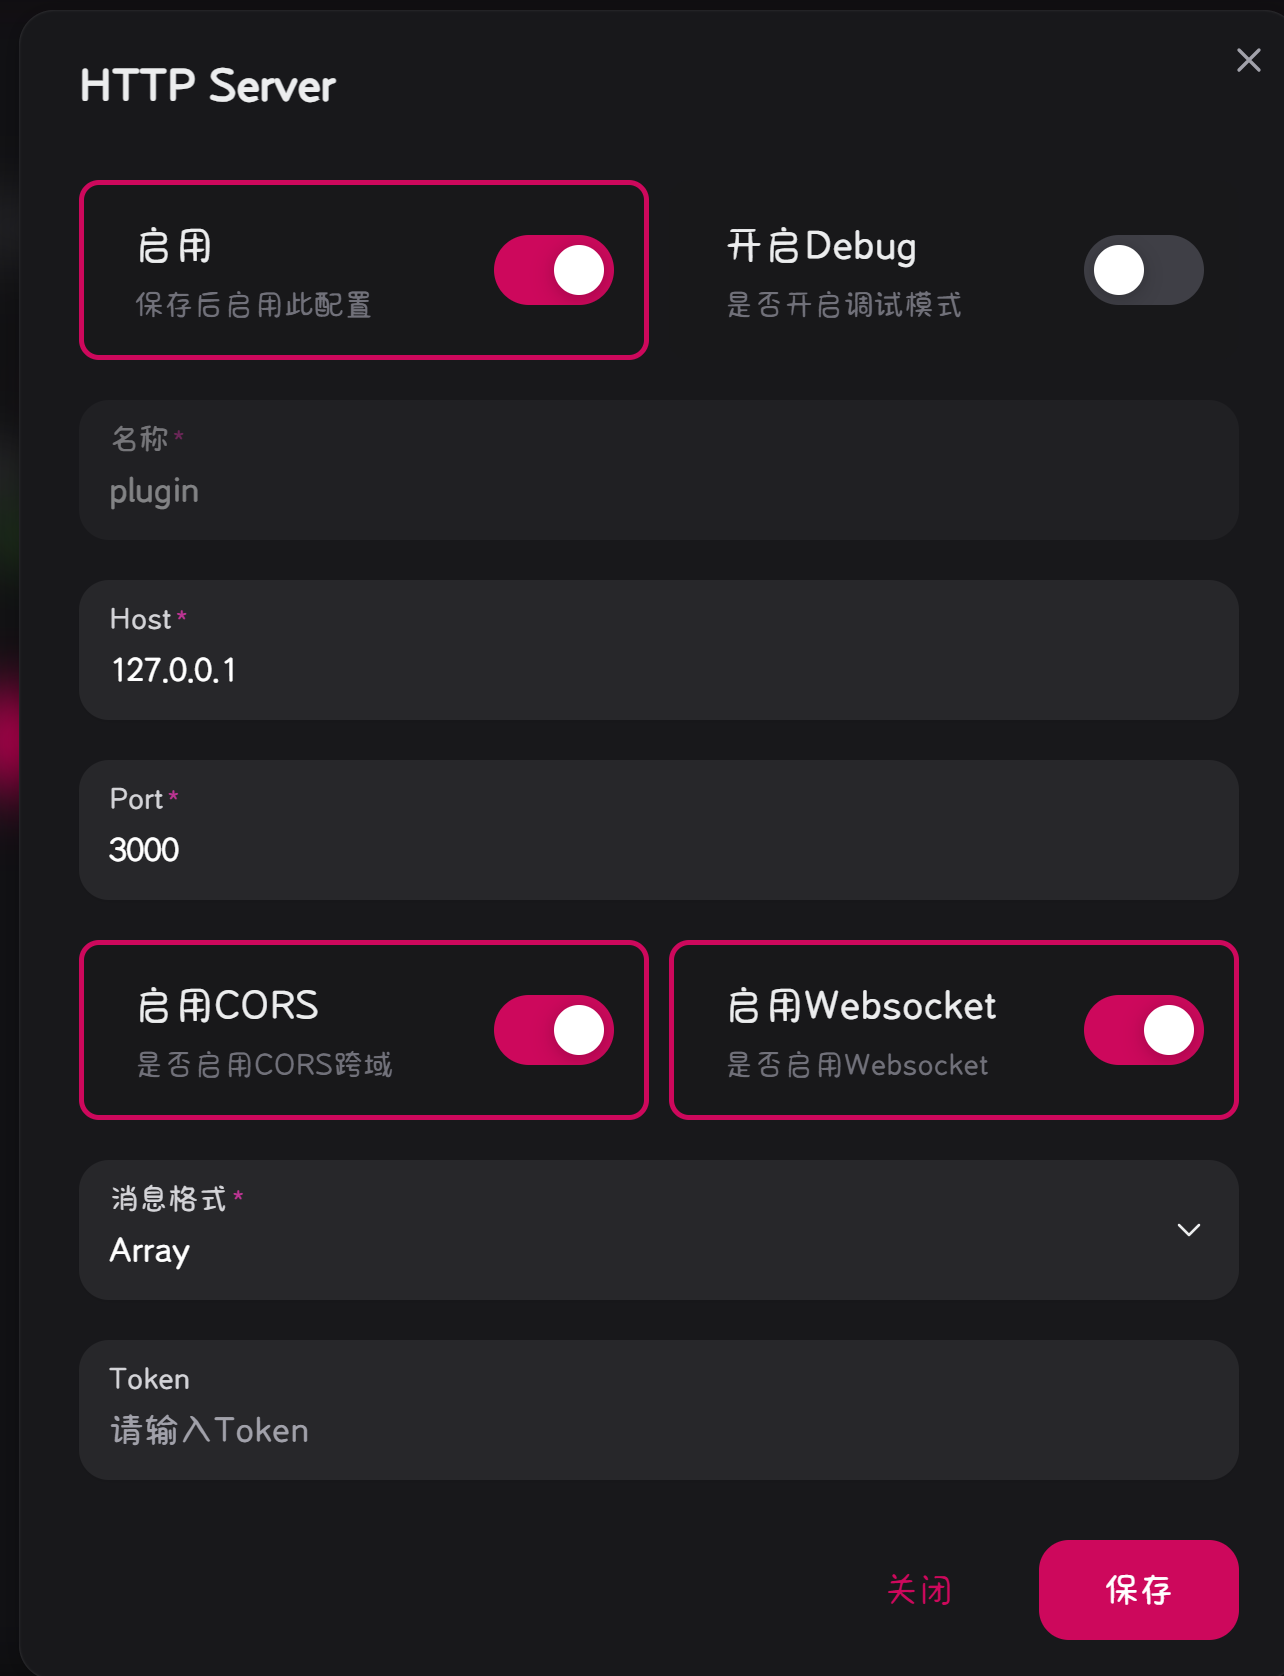 HTTP Server
启用
保存后启用此配置
开启Debug
是否开启调试模式
名称*
plugin
Host*
127.0.0.1
Port*
3000
启用CORS
是否启用CORS跨域
启用Websocket
是否启用Websocket
消息格式*
Array
Token
请输入Token
关闭
保存